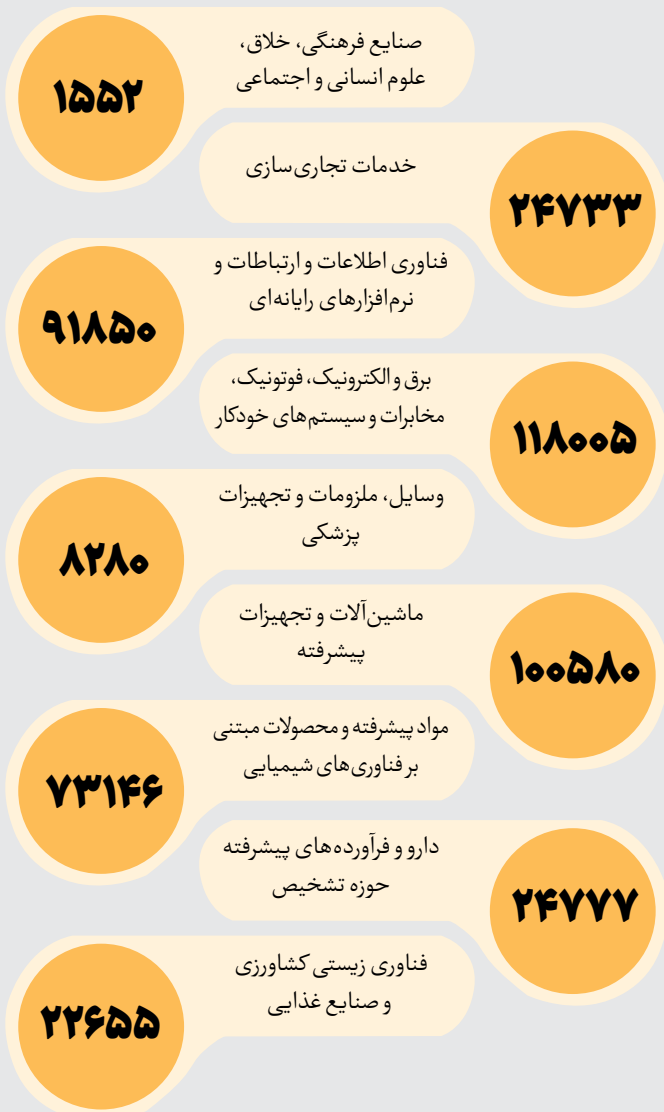 صنایع فرهنگی، خلاق،
علوم انسانی و اجتماعی
۱۵۵۲
خدمات تجاری‌سازی
۲۴۷۳۳
فناوری اطلاعات و ارتباطات و
نرم‌افزارهای رایانه‌ای
۹۱۸۵۰
برق و الکترونیک، فوتونیک،
مخابرات و سیستم‌های خودکار
۱۱۸۰۰۵
وسایل، ملزومات و تجهیزات
پزشکی
۸۲۸۰
ماشین‌آلات و تجهیزات
پیشرفته
۱۰۰۵۸۰
مواد پیشرفته و محصولات مبتنی
بر فناوری‌های شیمیایی
۷۳۱۴۶
دارو و فرآورده‌های پیشرفته
حوزه تشخیص
۲۴۷۷۷
فناوری زیستی کشاورزی
و صنایع غذایی
۲۲۶۵۵